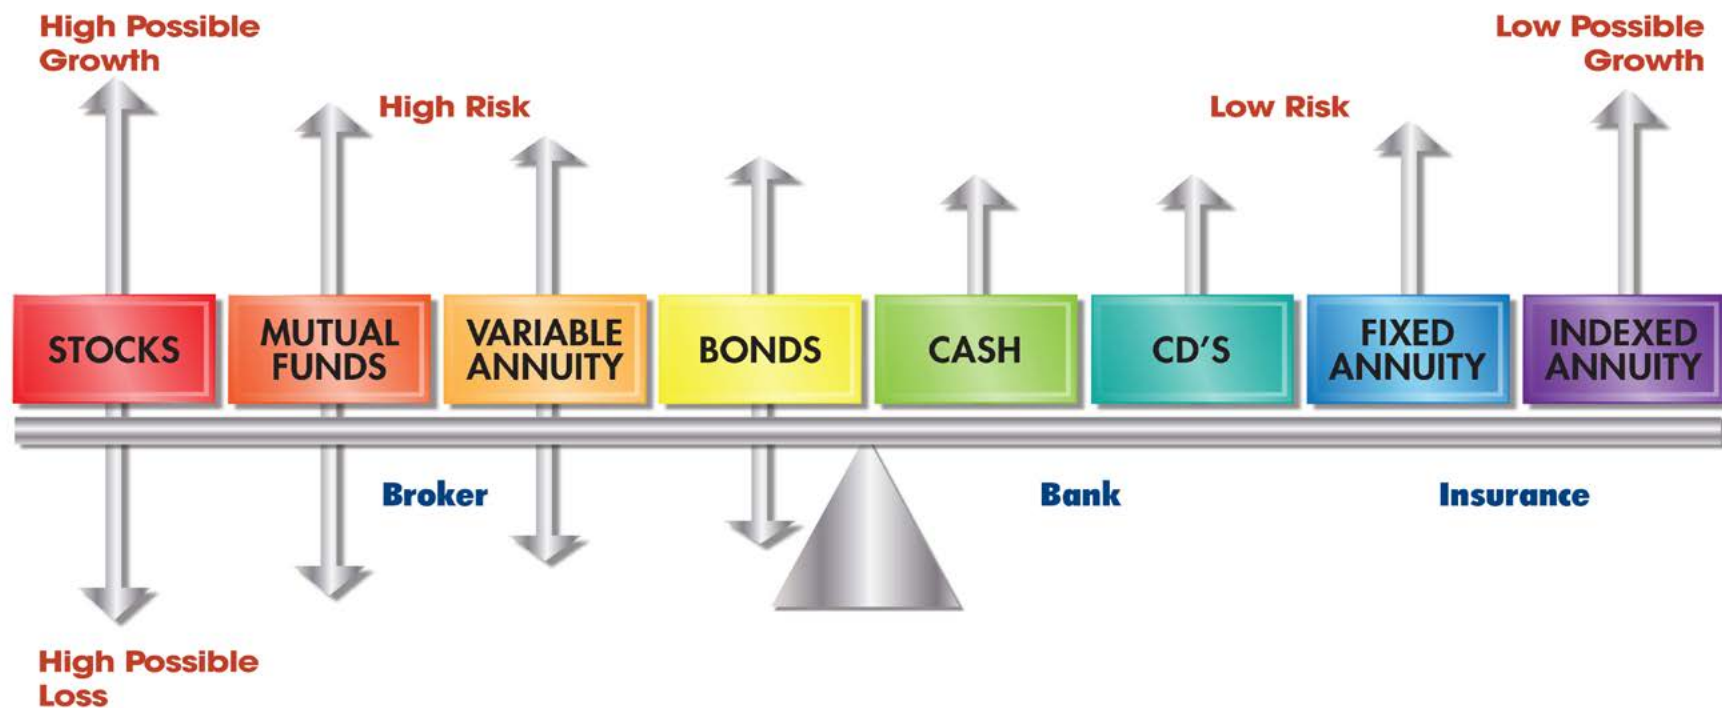 High Possible
Growth
High Risk
Low Risk
Low Possible
Growth
STOCKS
MUTUAL
FUNDS
VARIABLE
ANNUITY
BONDS
CASH
CD’S
FIXED
ANNUITY
INDEXED
ANNUITY
Broker
Bank
Insurance
High Possible
Loss